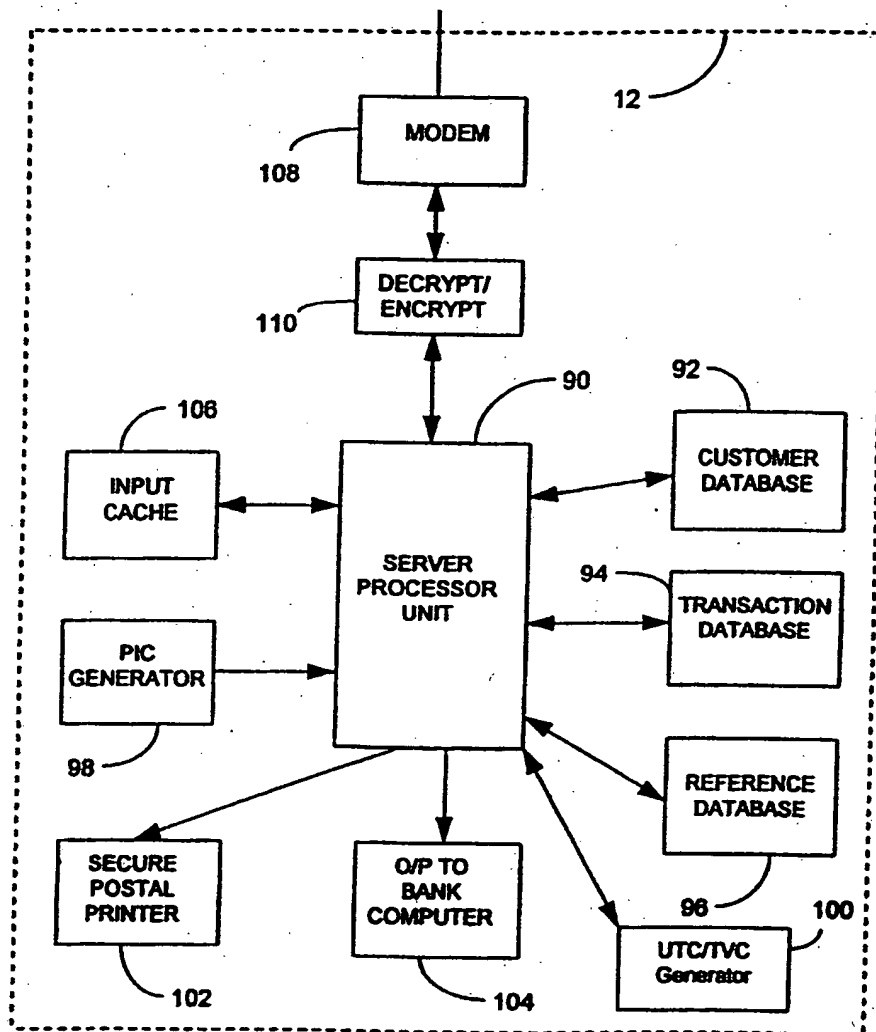 12
MODEM
108
DECRYPT/
ENCRYPT
110
90
92
106
CUSTOMER
DATABASE
INPUT
CACHE
SERVER
PROCESSOR
UNIT
94
TRANSACTION
DATABASE
PIC
GENERATOR
98
REFERENCE
DATABASE
SECURE
POSTAL
PRINTER
O/P TO
BANK
COMPUTER
96
100
UTC/TVC
Generator
102
104